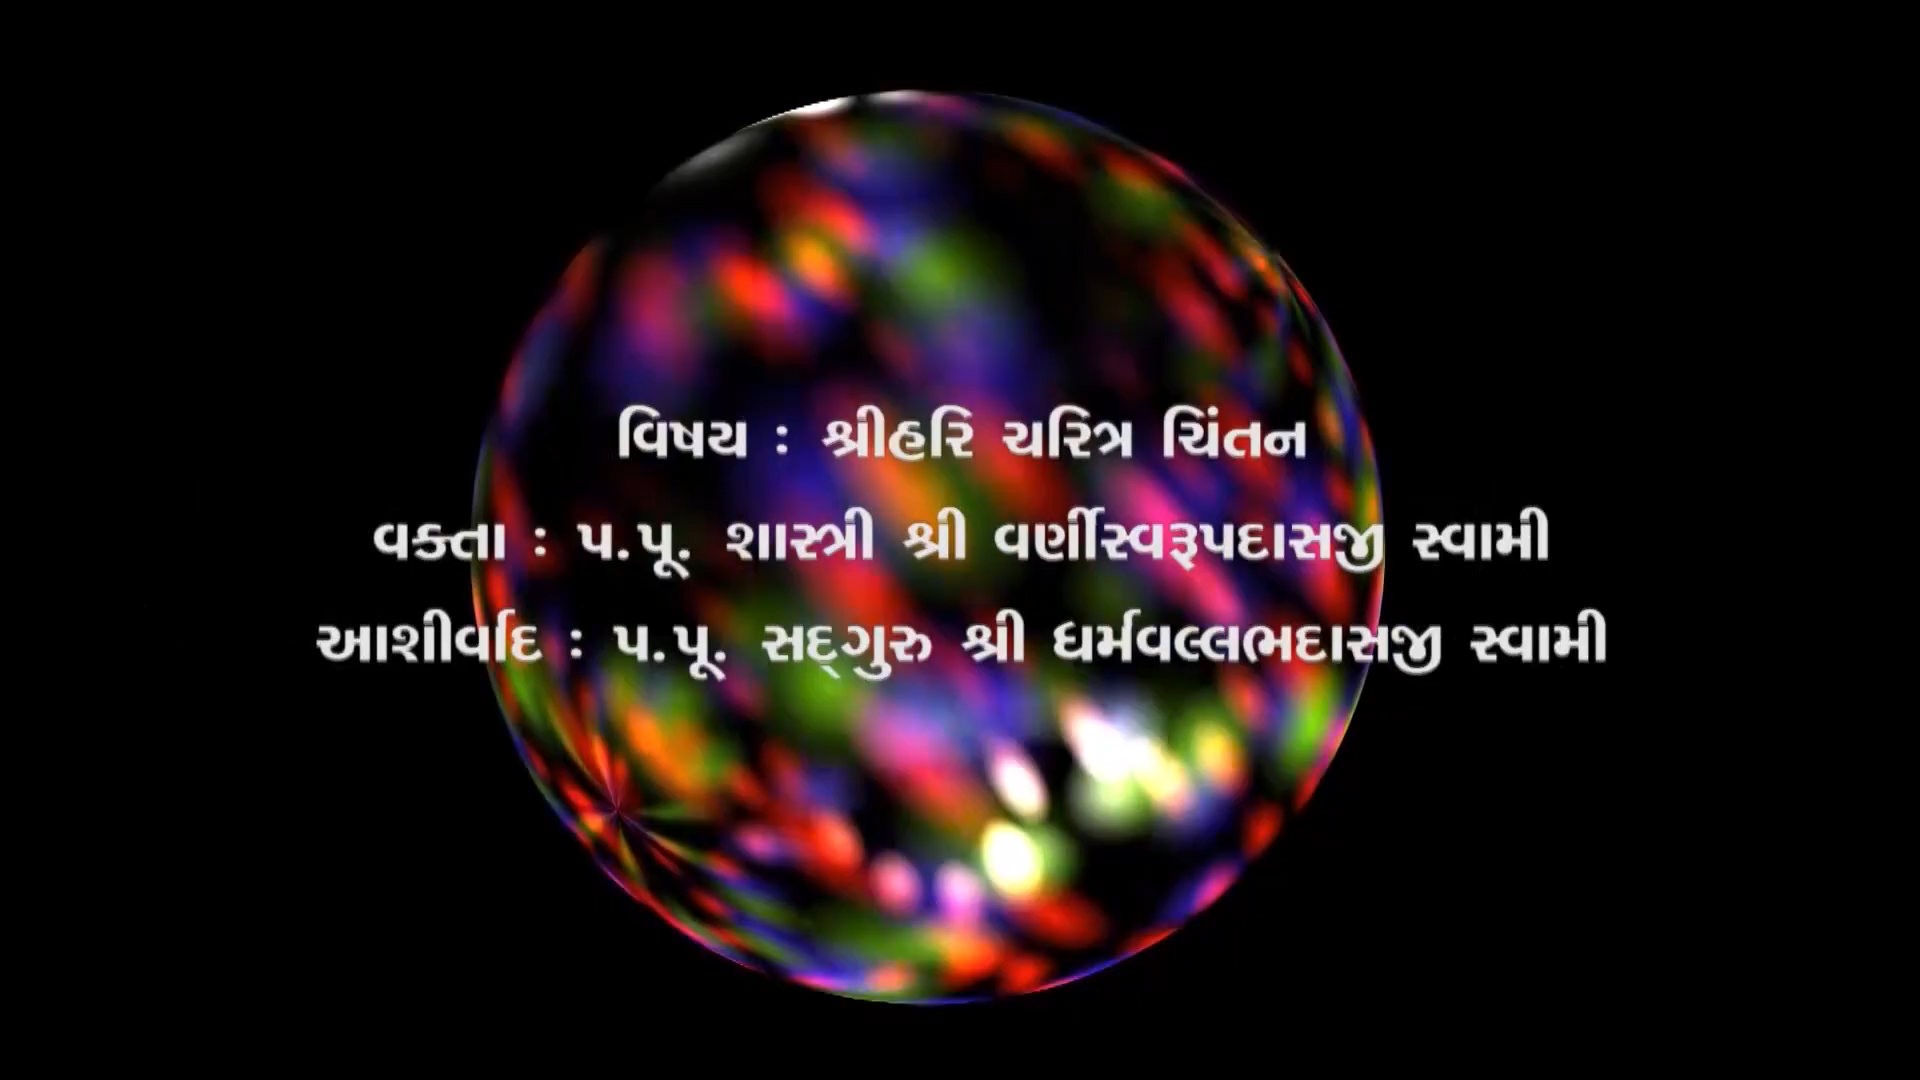 વિષય : શ્રીહરિ ચરિત્ર ચિંતન
વક્તા : પ.પૂ. શાસ્ત્રી શ્રી વર્ણીસ્વરૂપદાસજી સ્વામી
આશીર્વાદ : પ.પૂ. સદ્‌ગુરુ શ્રી ધર્મવલ્લભદાસજી સ્વામી